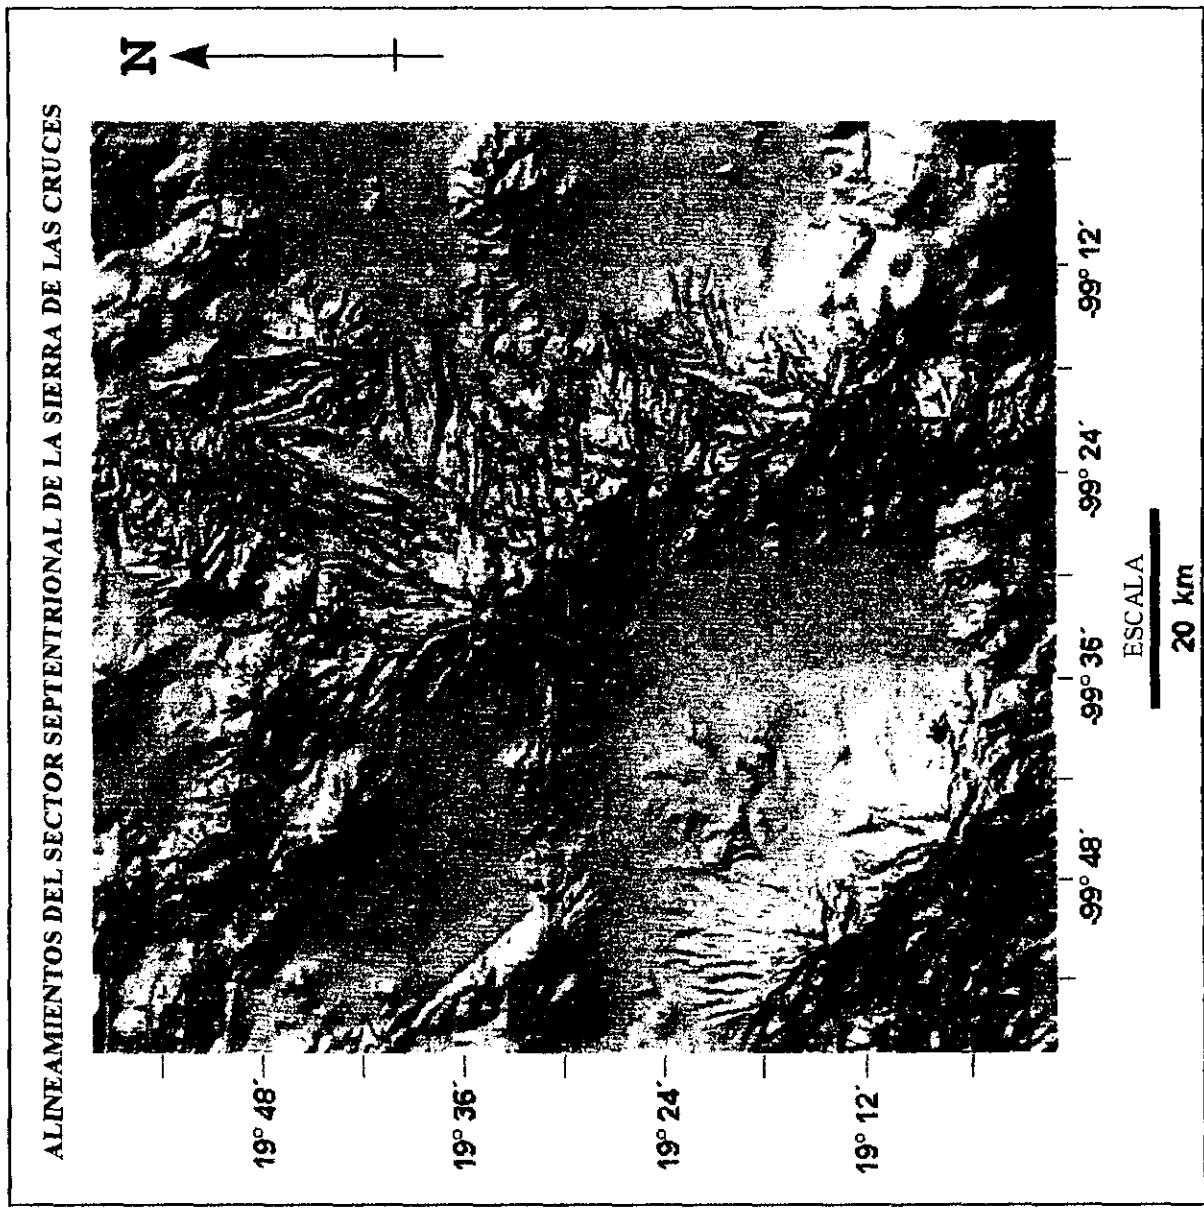 ALINEAMIENTOS DEL SECTOR SEPTENTRIONAL DE LA SIERRA DE LAS CRUCES
N
19° 48´
19° 36´
19° 24´
19° 12´
-99° 48´
-99° 36´
-99° 24´
-99° 12´
ESCALA
20 km